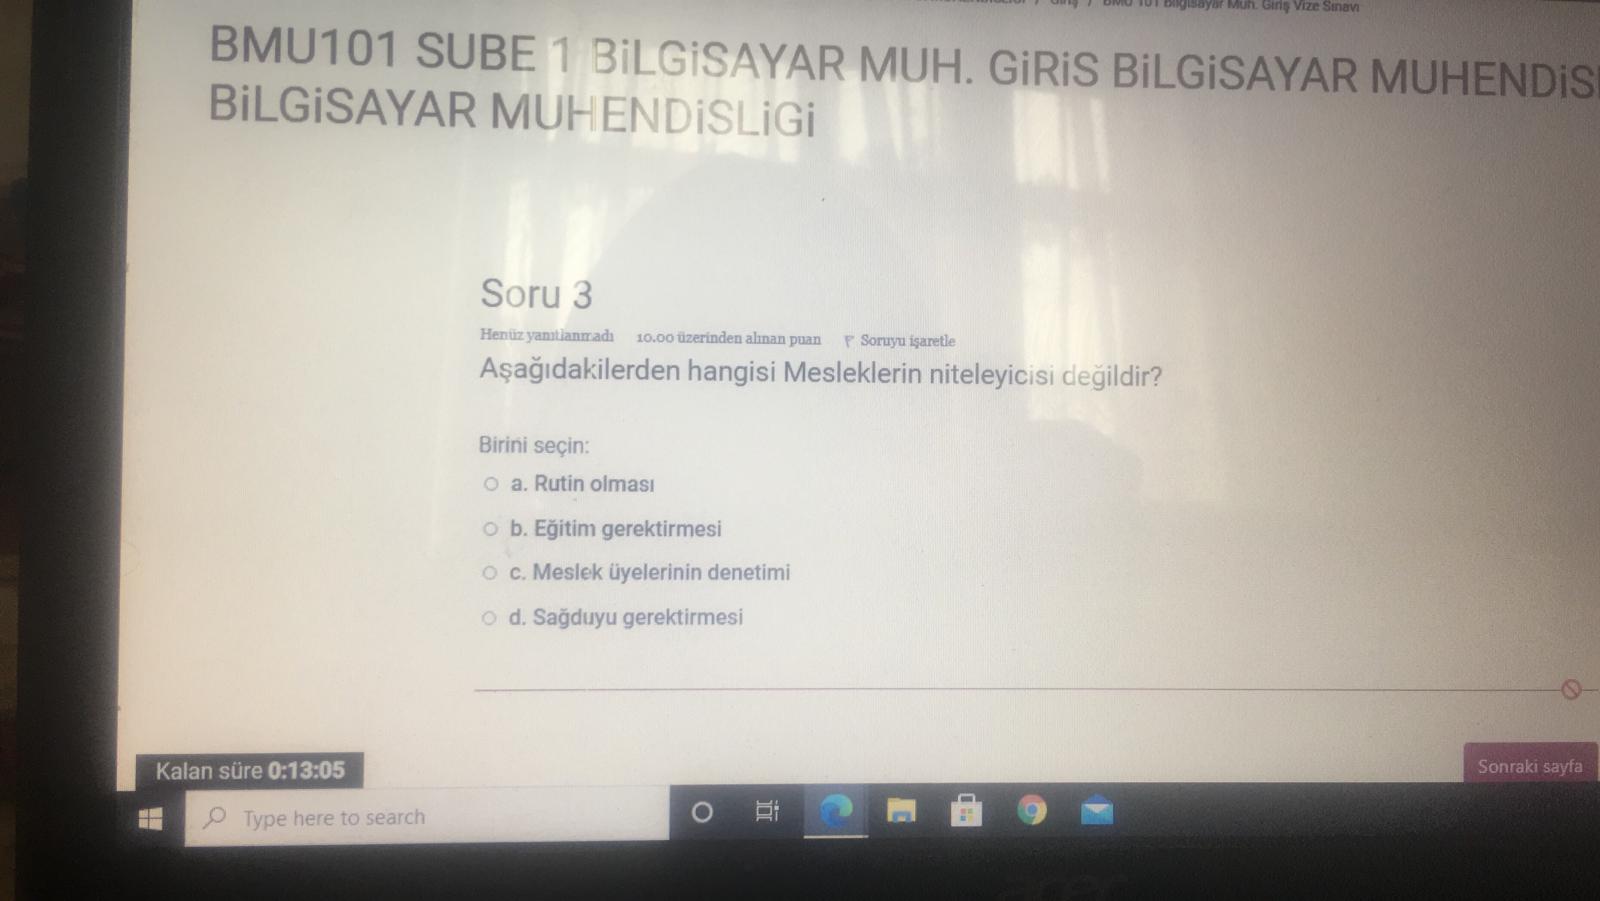 / Giriş / BMU 101 Bilgisayar Muh. Giriş Vize Sınavı
BMU101 SUBE 1 BiLGiSAYAR MUH. GiRiS BiLGiSAYAR MUHENDiS
BiLGiSAYAR MUHENDiSLiGi
Soru 3
Henüz yanıtlanmadı 10.00 üzerinden alınan puan Soruyu işaretle
Aşağıdakilerden hangisi Mesleklerin niteleyicisi değildir?
Birini seçin:
a. Rutin olması
b. Eğitim gerektirmesi
c. Meslek üyelerinin denetimi
d. Sağduyu gerektirmesi
Kalan süre 0:13:05
Sonraki sayfa
Type here to search
acer